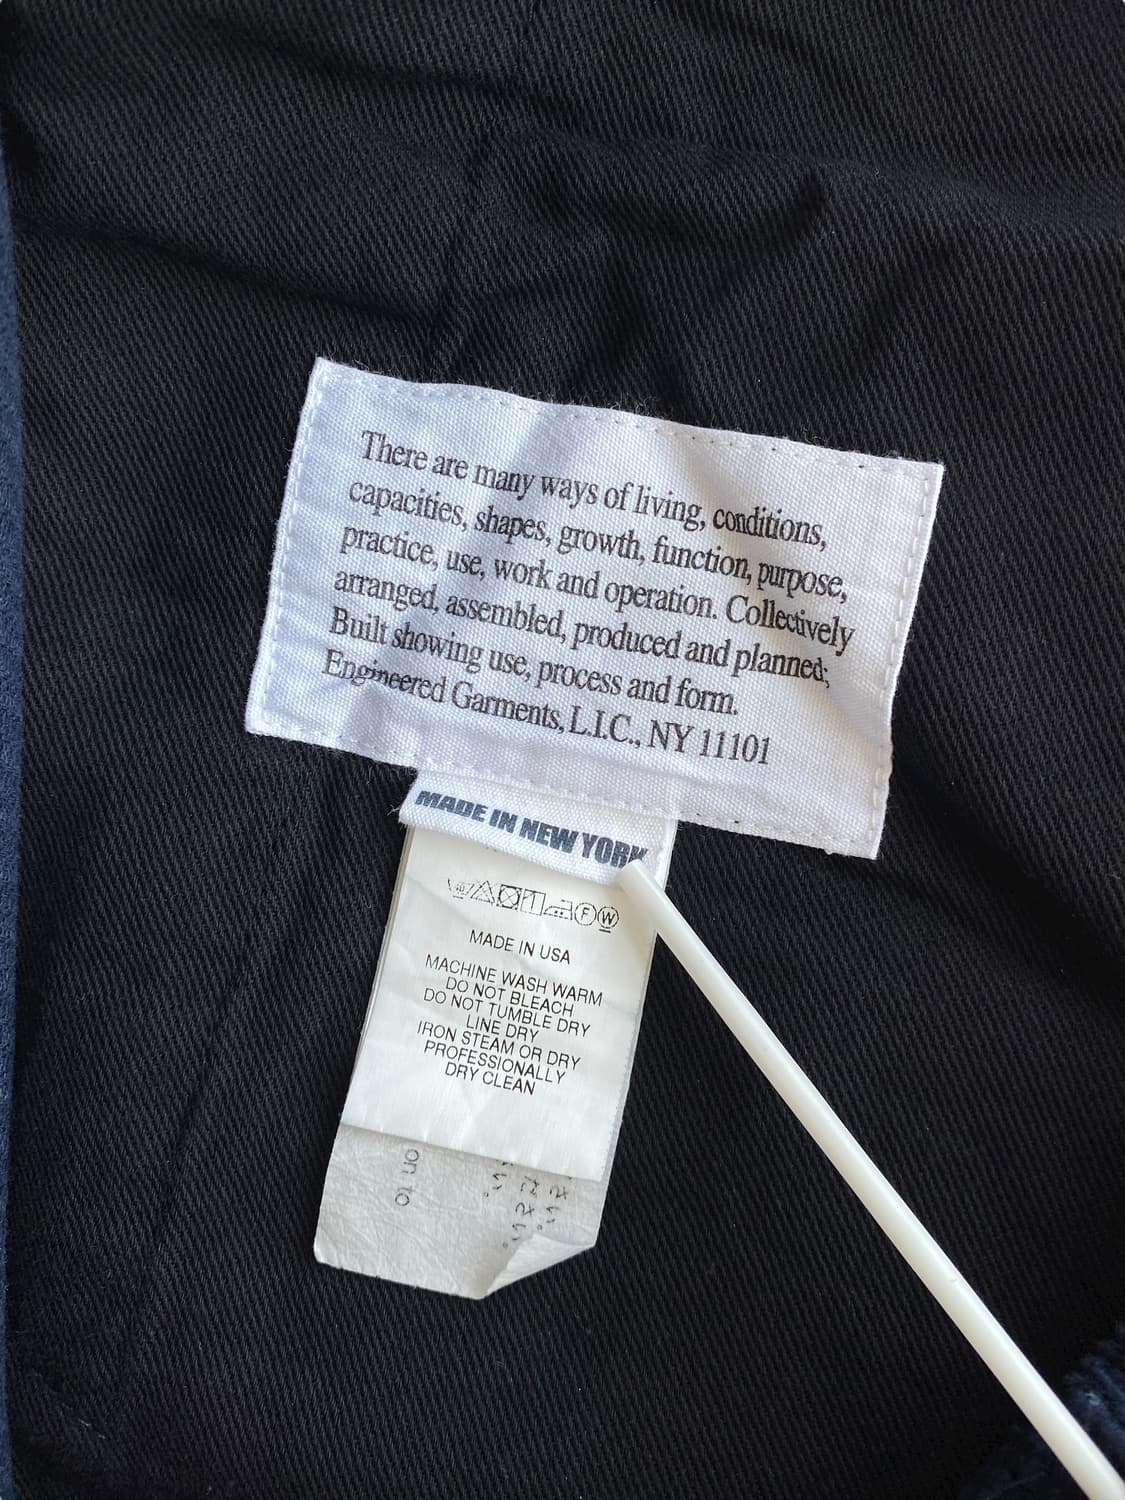 There are many ways of living, conditions,
capacities, shapes, growth, function, purpose,
practice, use, work and operation. Collectively
arranged, assembled, produced and planned;
Built showing use, process and form.
Engineered Garments, L.I.C., NY 11101
MADE IN NEW YORK
F W
MADE IN USA
MACHINE WASH WARM
DO NOT BLEACH
DO NOT TUMBLE DRY
LINE DRY
IRON STEAM OR DRY
PROFESSIONALLY
DRY CLEAN